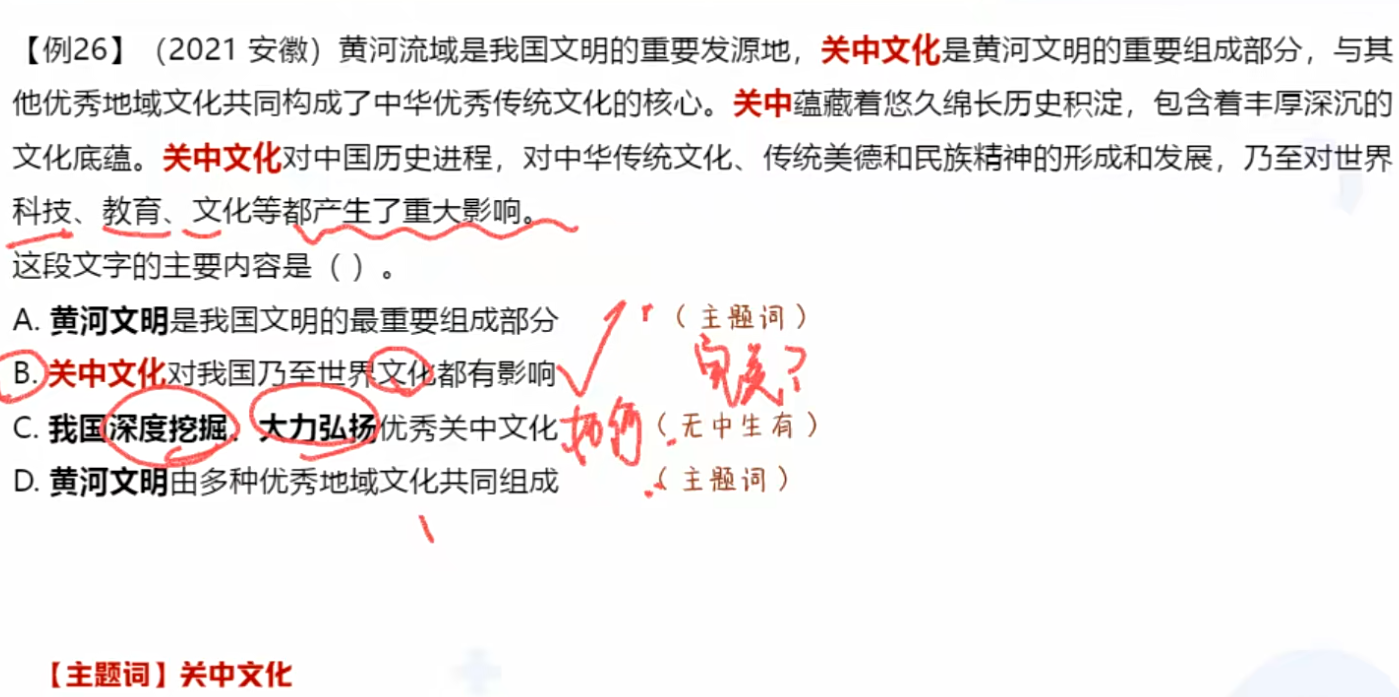 【例26】（2021 安徽）黄河流域是我国文明的重要发源地，关中文化是黄河文明的重要组成部分，与其
他优秀地域文化共同构成了中华优秀传统文化的核心。关中蕴藏着悠久绵长历史积淀，包含着丰厚深沉的
文化底蕴。关中文化对中国历史进程，对中华传统文化、传统美德和民族精神的形成和发展，乃至对世界
科技、教育、文化等都产生了重大影响。
这段文字的主要内容是（ ）。
A. 黄河文明是我国文明的最重要组成部分 （主题词）
完美？
B. 关中文化对我国乃至世界文化都有影响
C. 我国深度挖掘、大力弘扬优秀关中文化 （无中生有）
D. 黄河文明由多种优秀地域文化共同组成 （主题词）
【主题词】关中文化